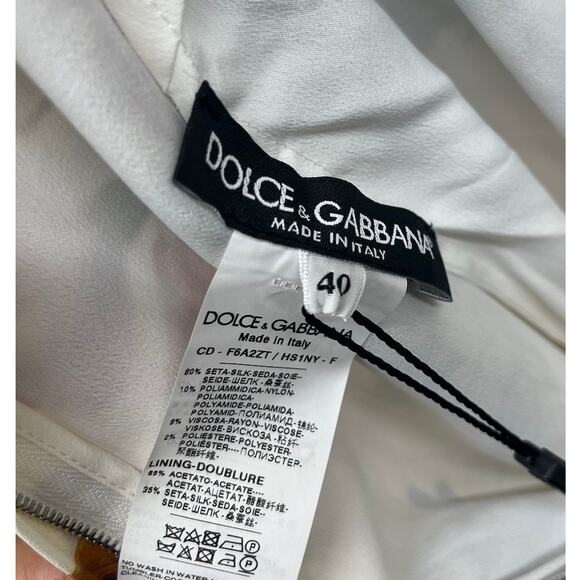 DOLCE & GABBANA
MADE IN ITALY
40
DOLCE & GABBANA
Made in Italy
CD - F6A2ZT / HS1NY - F
80% SETA-SILK-SEDA-SOIE--
SEIDE-ШЕЛК-桑蚕丝-
10% POLIAMMIDICA-NYLON-
POLIAMIDICA-
POLYAMIDE-POLIAMIDA-
POLYAMID-ПОЛИАМИД-锦纶
8% VISCOSA-RAYON--VISCOSE-
VISKOSE-ВИСКОЗА-粘纤-
2% POLIESTERE-POLYESTER-
聚酯纤维-
LINING-DOUBLURE
65% ACETATO-ACETATE----
ACETAT-АЦЕТАТ-醋酯纤维-
35% SETA-SILK-SEDA-SOIE--
SEIDE-ШЕЛК-桑蚕丝-
NO WASH IN WATER